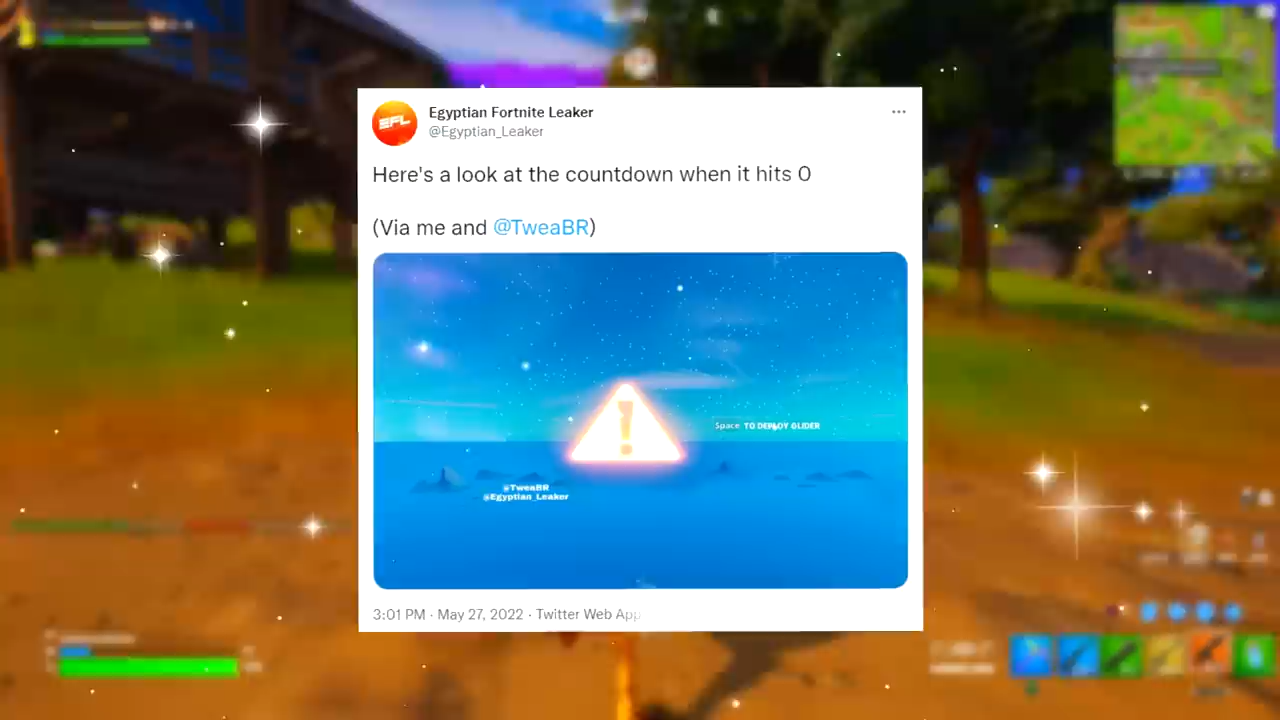 EFL
Egyptian Fortnite Leaker
@Egyptian_Leaker
Here's a look at the countdown when it hits 0
(Via me and @TweaBR)
Space TO DEPLOY GLIDER
@TweaBR
@Egyptian_Leaker
3:01 PM · May 27, 2022 · Twitter Web App